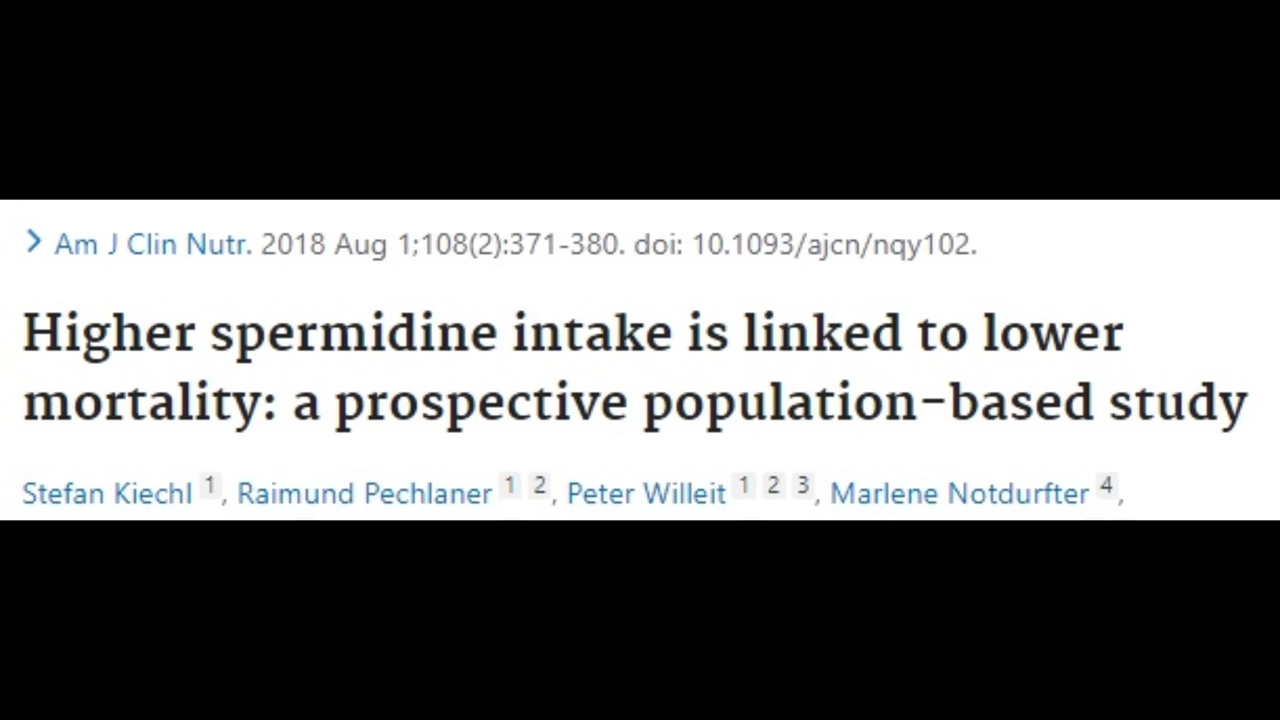 > Am J Clin Nutr. 2018 Aug 1;108(2):371-380. doi: 10.1093/ajcn/nqy102.
Higher spermidine intake is linked to lower
mortality: a prospective population-based study
Stefan Kiechl 1, Raimund Pechlaner 1 2, Peter Willeit 1 2 3, Marlene Notdurfter 4,